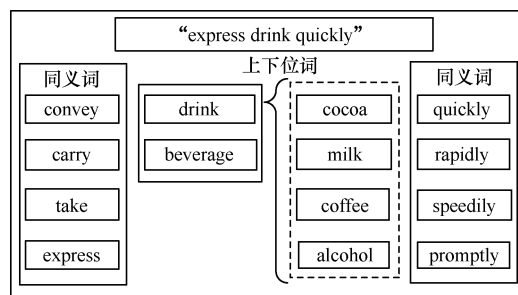 “express drink quickly”
上下位词
同义词
convey
carry
take
express
drink
beverage
cocoa
milk
coffee
alcohol
同义词
quickly
rapidly
speedily
promptly